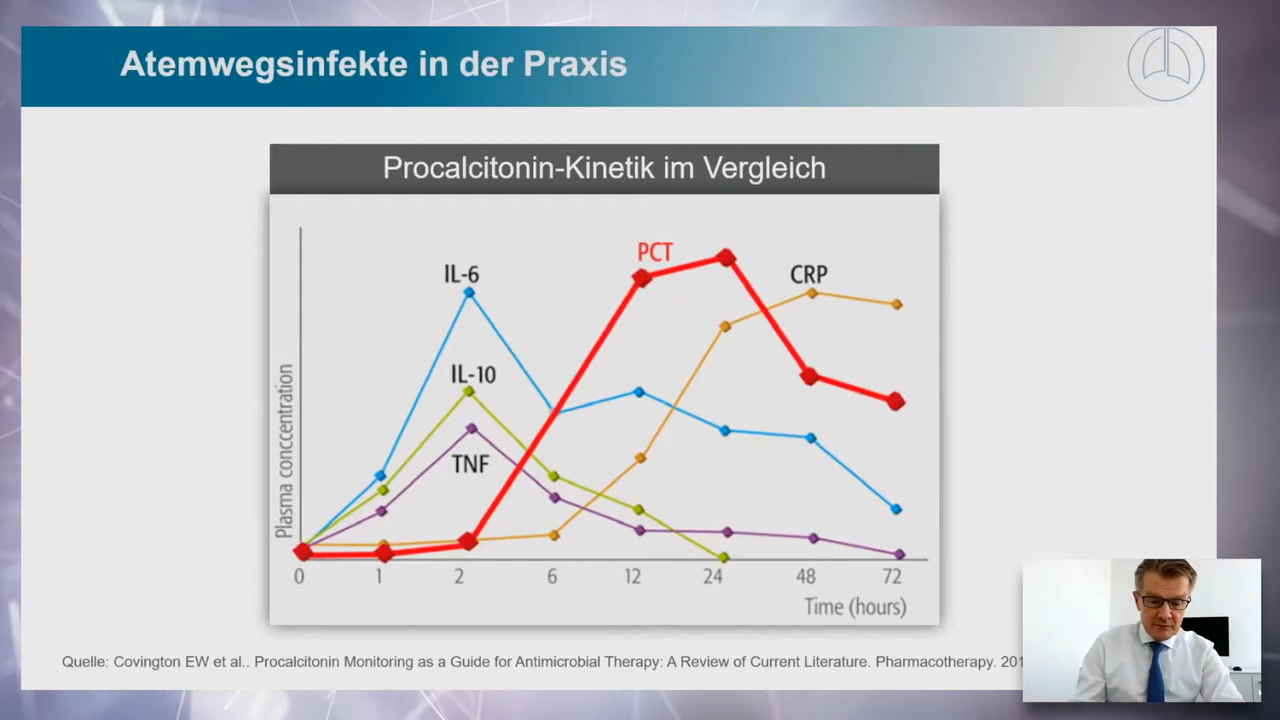 Atemwegsinfekte in der Praxis
Procalcitonin-Kinetik im Vergleich
PCT
IL-6
CRP
IL-10
TNF
Plasma conccentration
0 1 2 6 12 24 48 72
Time (hours)
Quelle: Covington EW et al.. Procalcitonin Monitoring as a Guide for Antimicrobial Therapy: A Review of Current Literature. Pharmacotherapy. 201